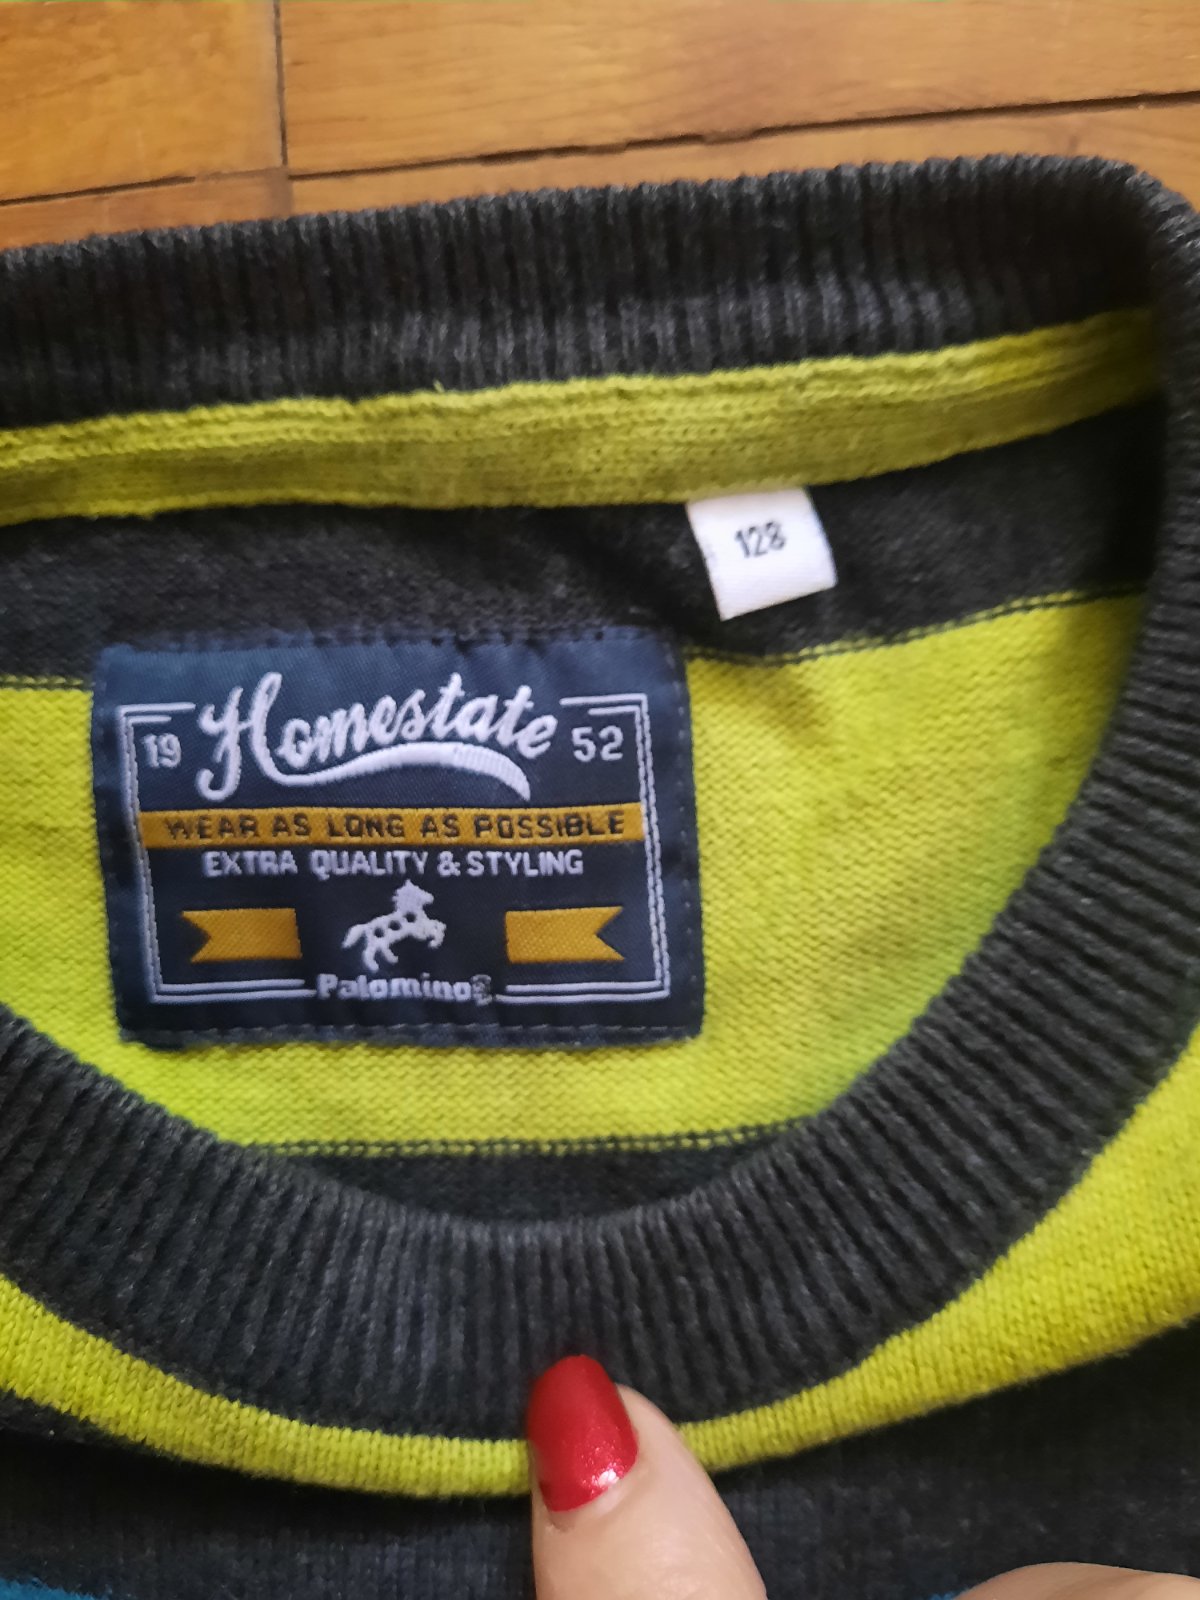 128
19 Homestate 52
WEAR AS LONG AS POSSIBLE
EXTRA QUALITY & STYLING
Palomino